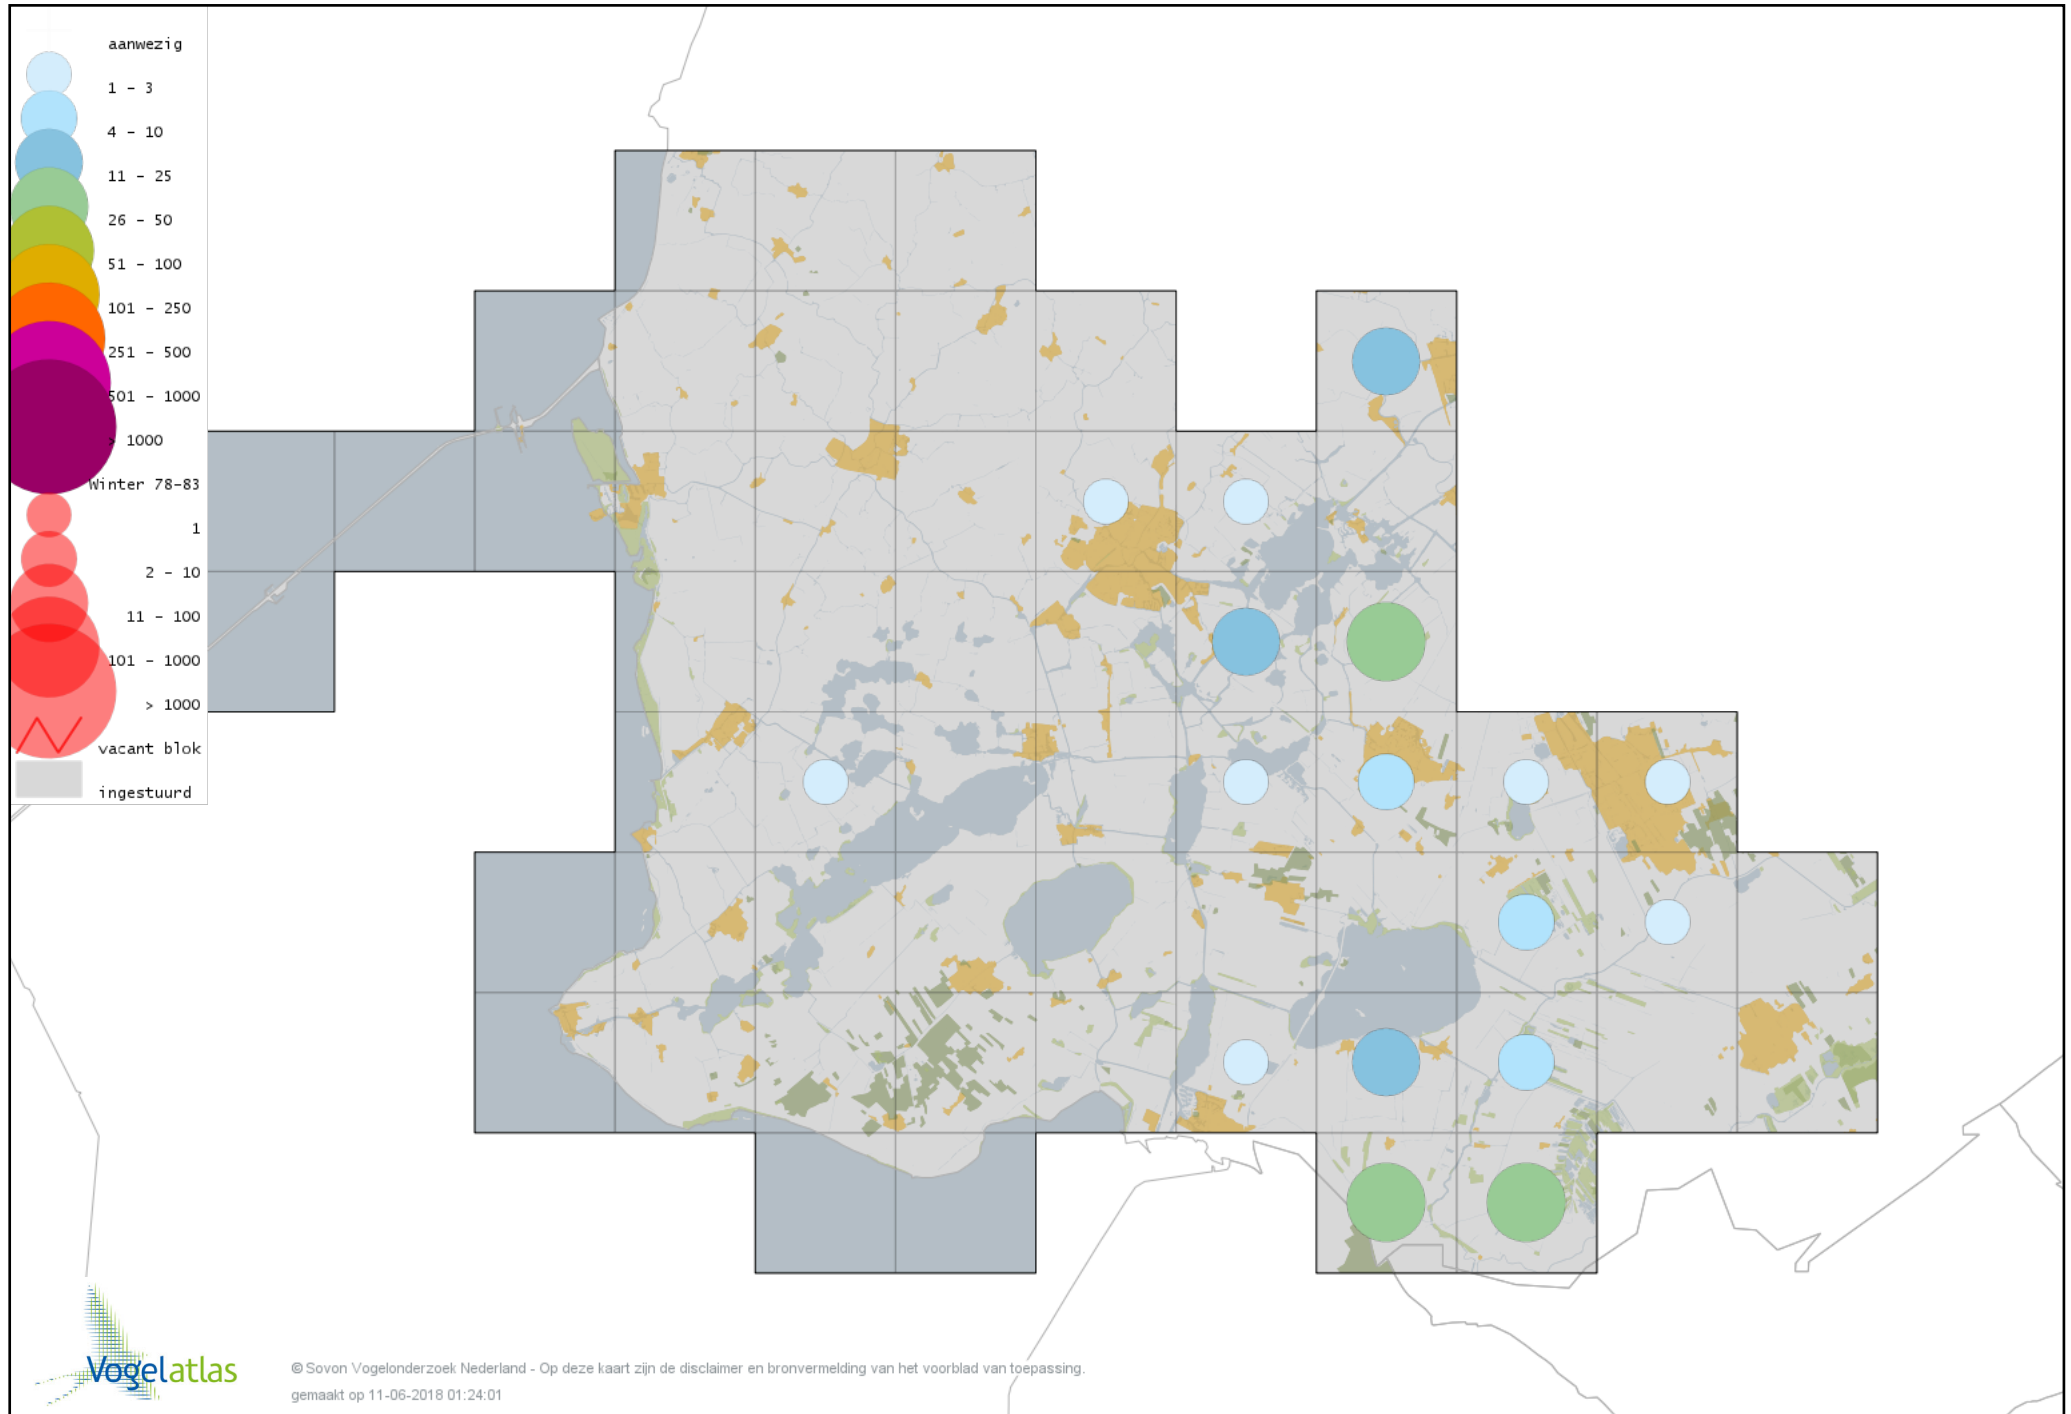 aanwezig
1 - 3
4 - 10
11 - 25
26 - 50
51 - 100
101 - 250
251 - 500
501 - 1000
> 1000
Winter 78-83
1
2 - 10
11 - 100
101 - 1000
> 1000
vacant blok
ingestuurd
Vogelatlas
© Sovon Vogelonderzoek Nederland - Op deze kaart zijn de disclaimer en bronvermelding van het voorblad van toepassing.
gemaakt op 11-06-2018 01:24:01